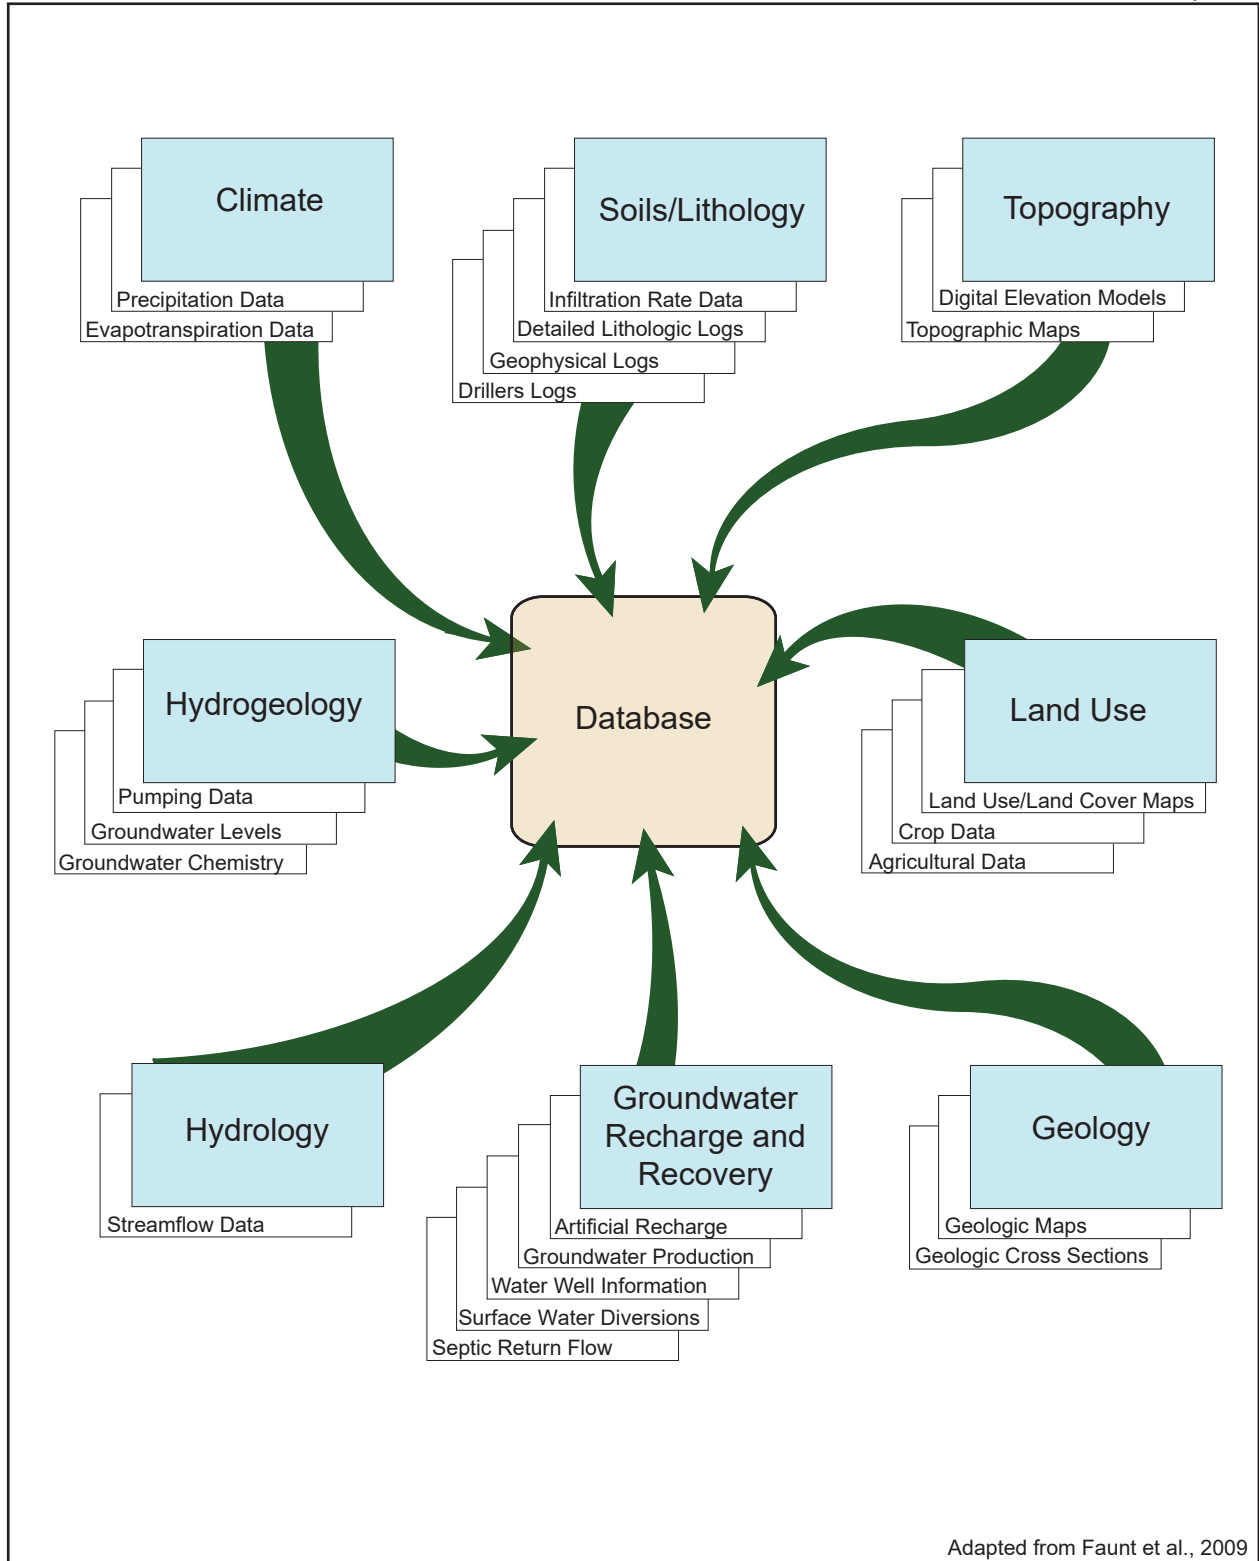 Climate
Precipitation Data
Evapotranspiration Data
Soils/Lithology
Infiltration Rate Data
Detailed Lithologic Logs
Geophysical Logs
Drillers Logs
Topography
Digital Elevation Models
Topographic Maps
Hydrogeology
Pumping Data
Groundwater Levels
Groundwater Chemistry
Database
Land Use
Land Use/Land Cover Maps
Crop Data
Agricultural Data
Hydrology
Streamflow Data
Groundwater
Recharge and
Recovery
Artificial Recharge
Groundwater Production
Water Well Information
Surface Water Diversions
Septic Return Flow
Geology
Geologic Maps
Geologic Cross Sections
Adapted from Faunt et al., 2009